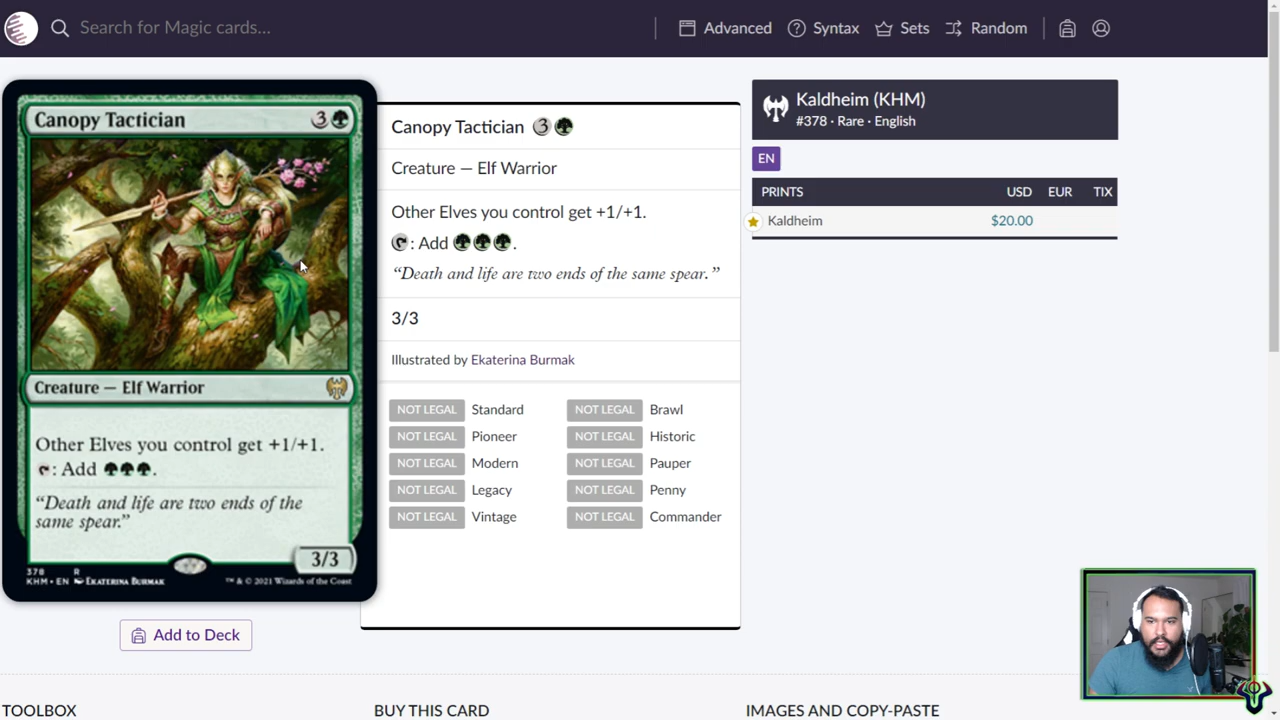 Search for Magic cards...
Advanced
Syntax
Sets
Random
Canopy Tactician 3
Creature — Elf Warrior
Other Elves you control get +1/+1.
: Add .
“Death and life are two ends of the
same spear.”
3/3
378 R
KHM • EN EKATERINA BURMAK
™ & © 2021 Wizards of the Coast
Add to Deck
Canopy Tactician 3
Creature — Elf Warrior
Other Elves you control get +1/+1.
: Add .
“Death and life are two ends of the same spear.”
3/3
Illustrated by Ekaterina Burmak
NOT LEGAL Standard NOT LEGAL Brawl
NOT LEGAL Pioneer NOT LEGAL Historic
NOT LEGAL Modern NOT LEGAL Pauper
NOT LEGAL Legacy NOT LEGAL Penny
NOT LEGAL Vintage NOT LEGAL Commander
Kaldheim (KHM)
#378 · Rare · English
EN
PRINTS USD EUR TIX
Kaldheim $20.00
TOOLBOX
BUY THIS CARD
IMAGES AND COPY-PASTE